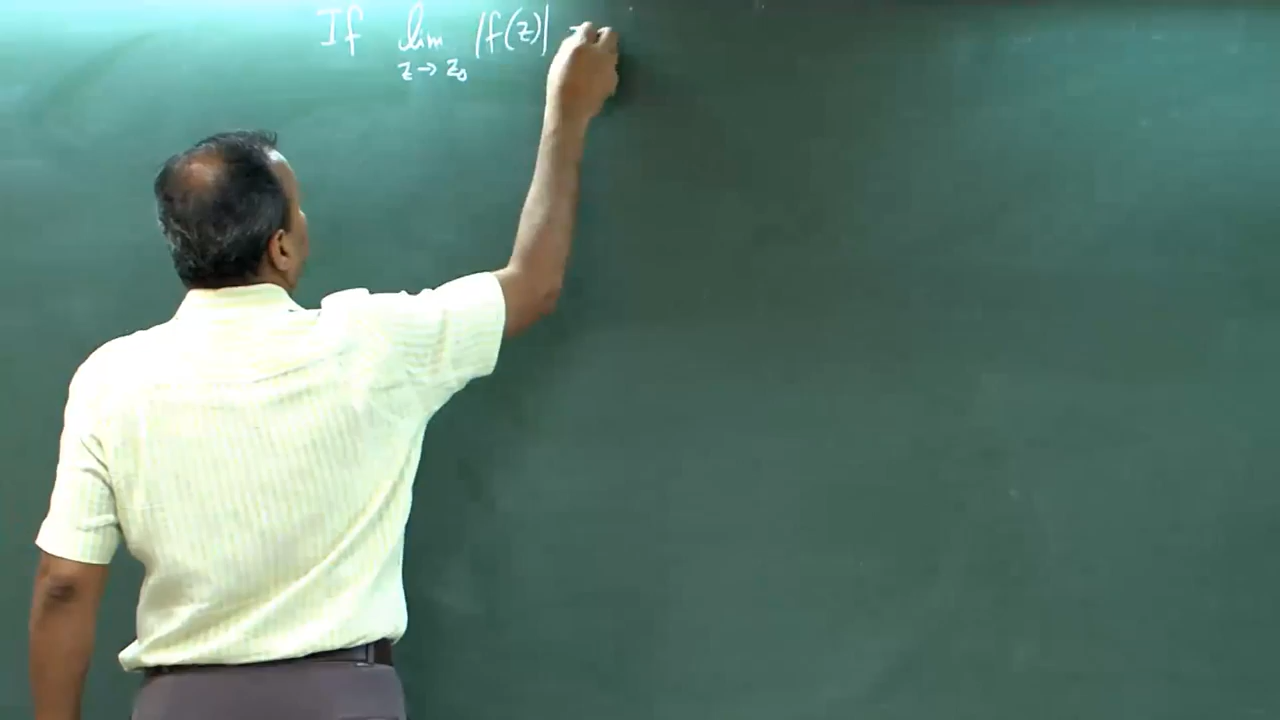 If lim |f(z)| =
z → z₀